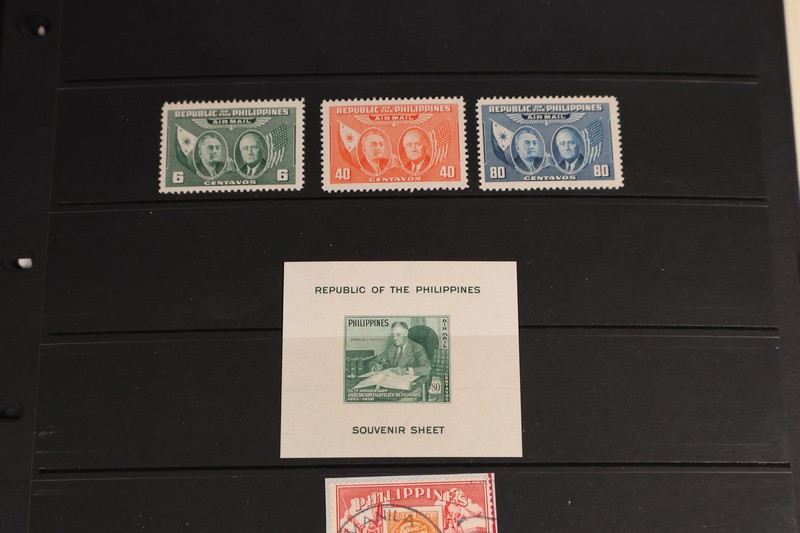 REPUBLIC OF THE PHILIPPINES
AIR MAIL
6 6
CENTAVOS
REPUBLIC OF THE PHILIPPINES
AIR MAIL
40 40
CENTAVOS
REPUBLIC OF THE PHILIPPINES
AIR MAIL
80 80
CENTAVOS
REPUBLIC OF THE PHILIPPINES
PHILIPPINES
AIR MAIL
80
CENTAVOS
SOUVENIR SHEET
PHILIPPINES
MANILA